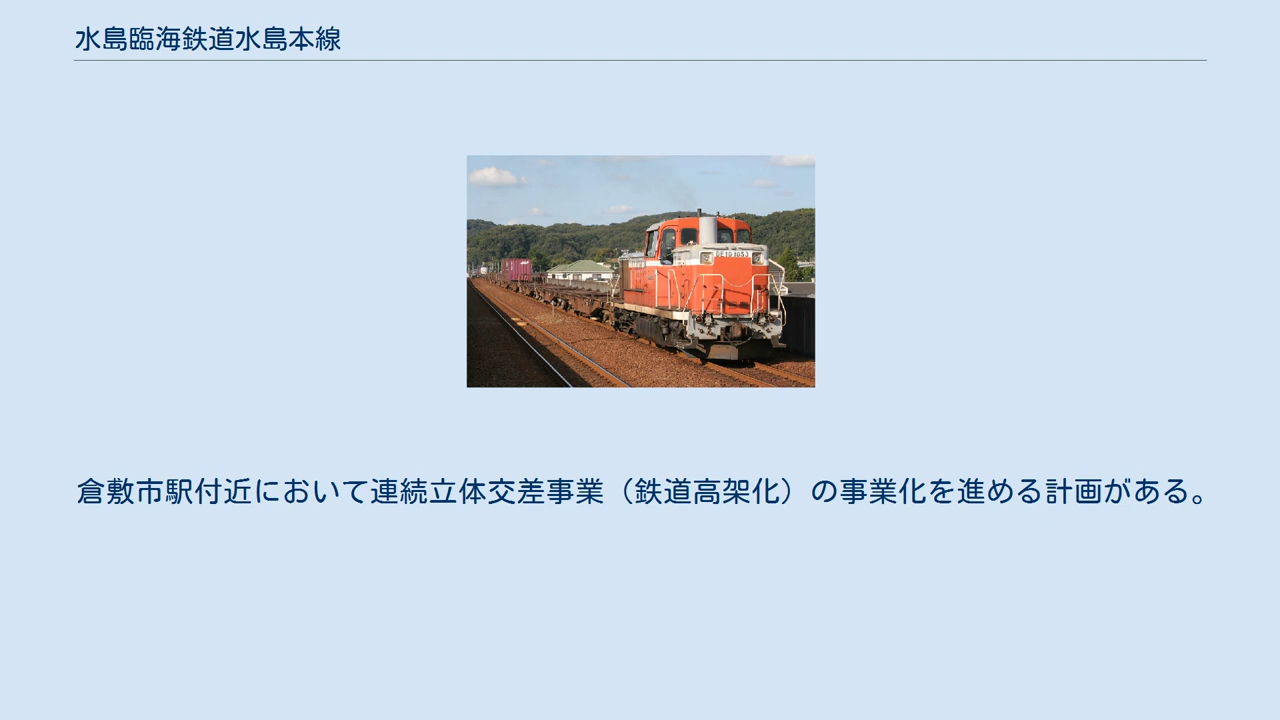 水島臨海鉄道水島本線
DE10 1053
倉敷市駅付近において連続立体交差事業（鉄道高架化）の事業化を進める計画がある。